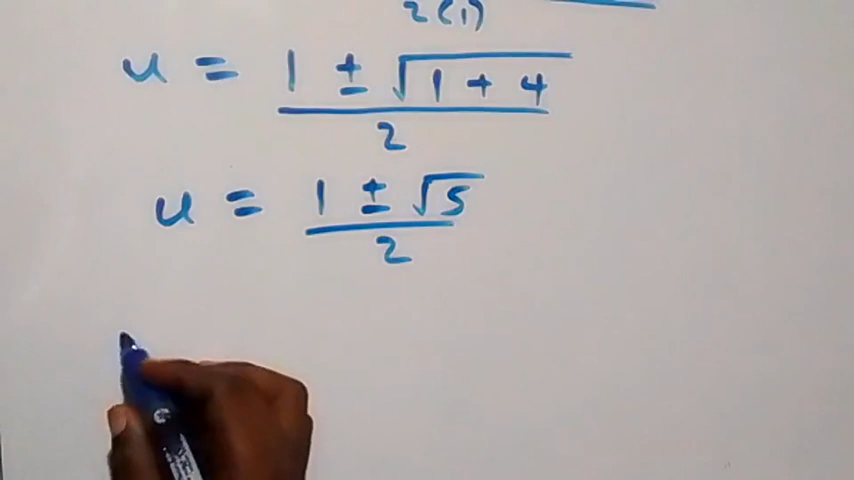 2(1)
u = 1 ± √1 + 4 / 2
u = 1 ± √5 / 2